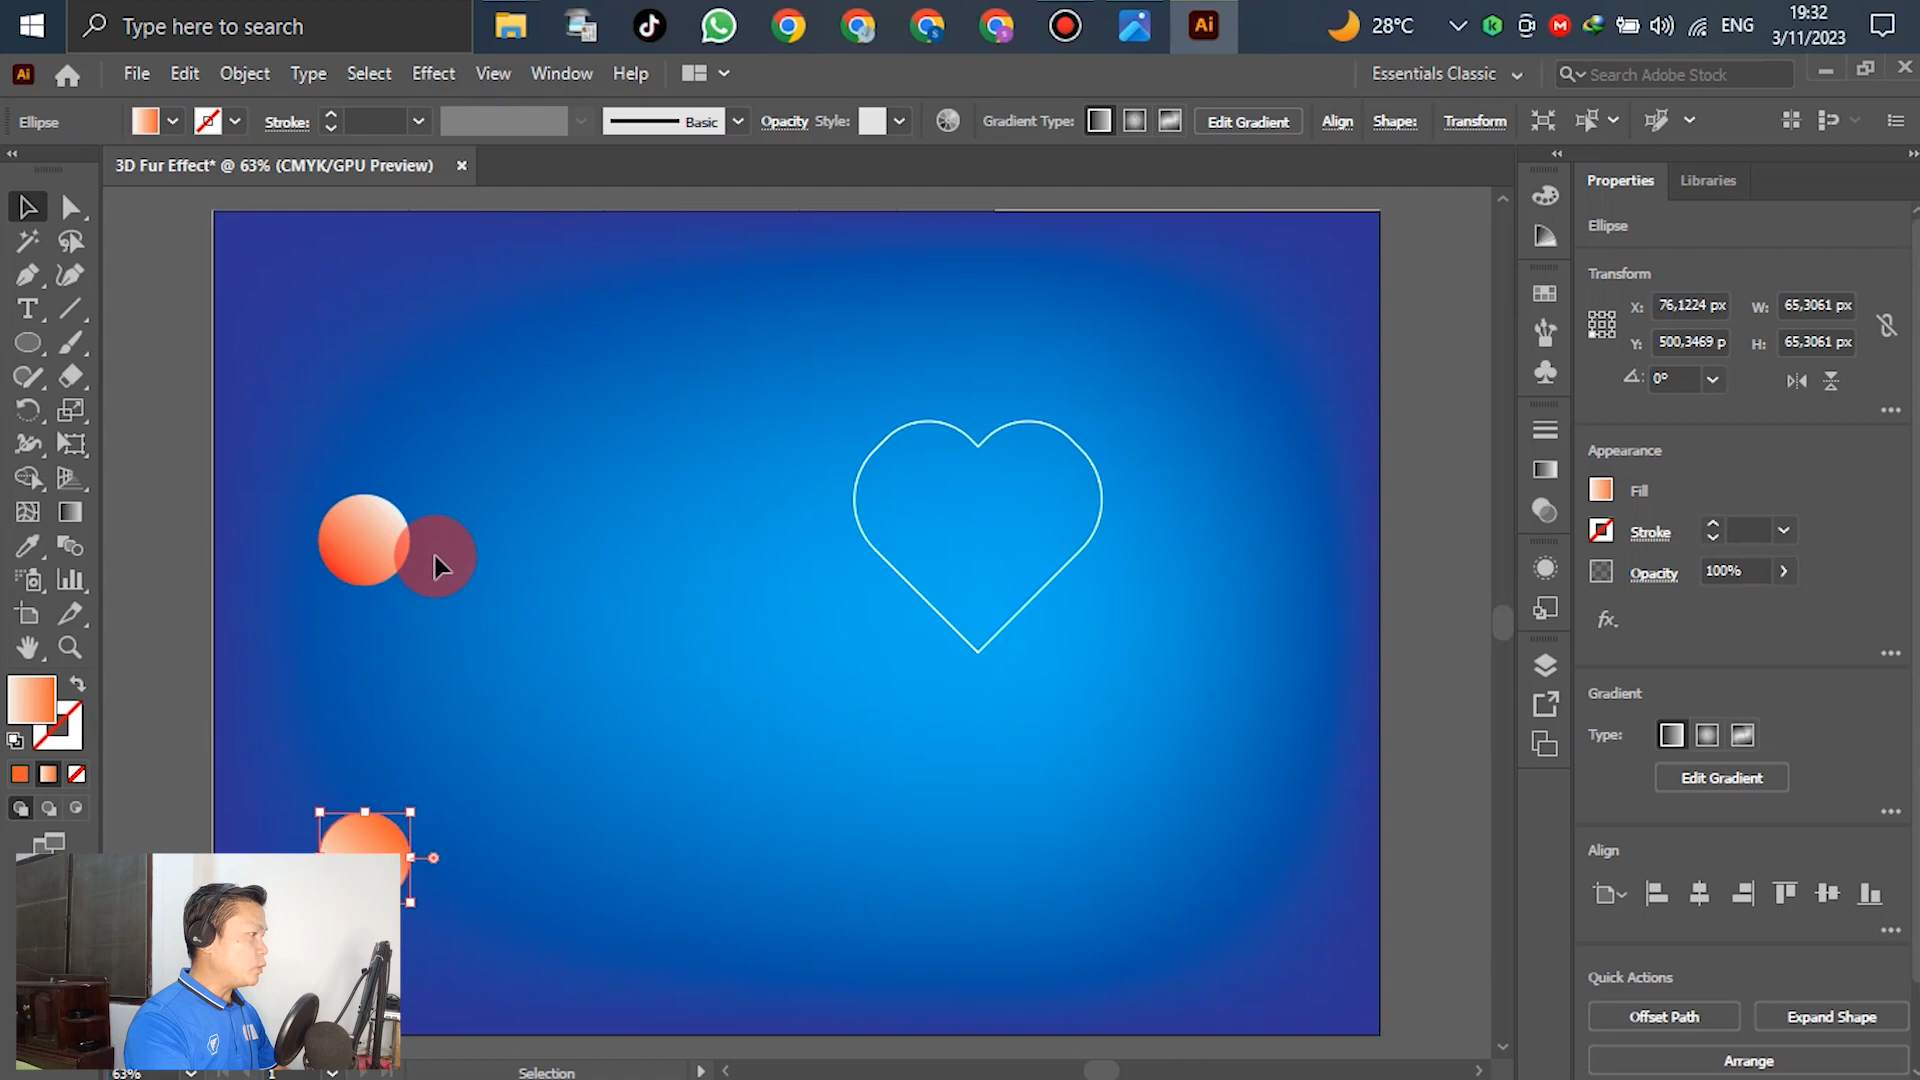 Type here to search
28°C
ENG
19:32
3/11/2023
Ai
File Edit Object Type Select Effect View Window Help
Essentials Classic
Search Adobe Stock
Ellipse
Stroke:
Basic
Opacity Style:
Gradient Type:
Edit Gradient
Align
Shape:
Transform
3D Fur Effect* @ 63% (CMYK/GPU Preview)
Properties
Libraries
Ellipse
Transform
X: 76,1224 px W: 65,3061 px
Y: 500,3469 p H: 65,3061 px
0°
Appearance
Fill
Stroke
Opacity 100%
fx.
Gradient
Type:
Edit Gradient
Align
Quick Actions
Offset Path
Expand Shape
Arrange
63%
1
Selection